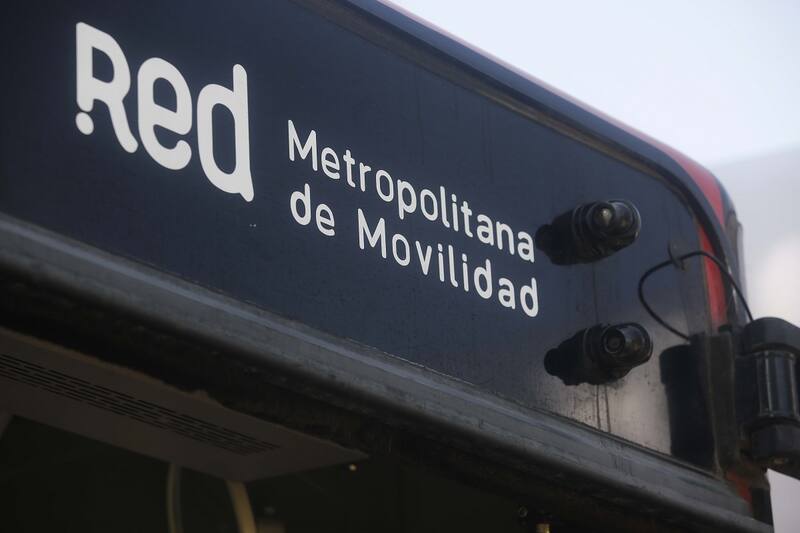 Red
Metropolitana
de Movilidad